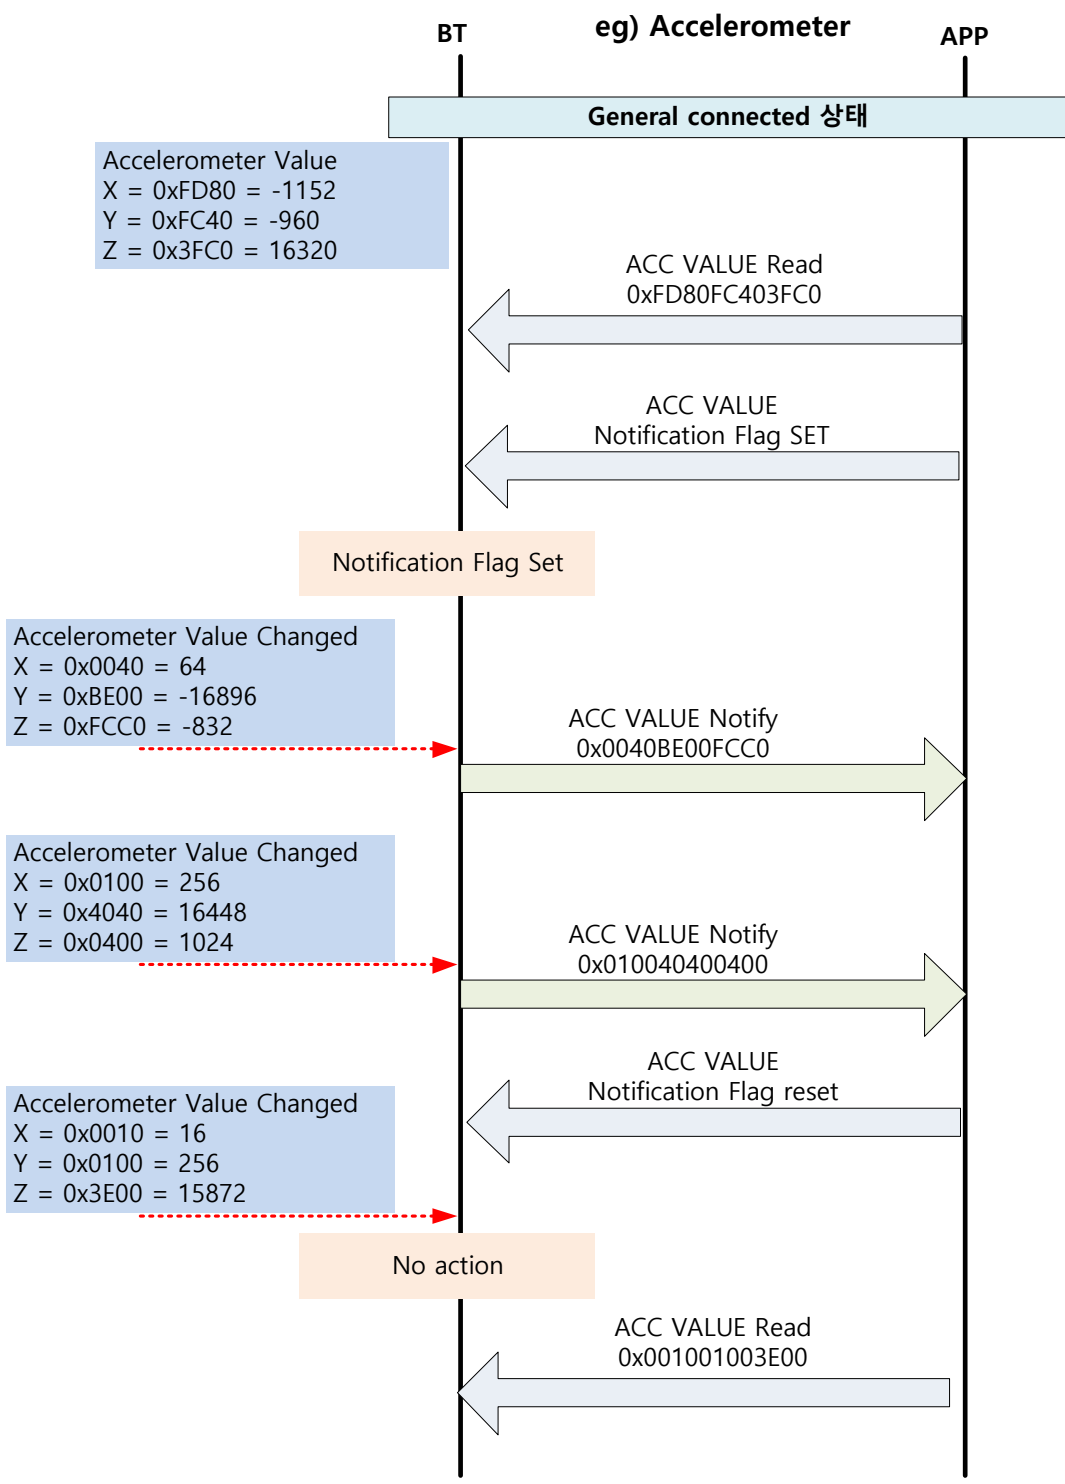 eg) Accelerometer
BT
APP
General connected 상태
Accelerometer Value
X = 0xFD80 = -1152
Y = 0xFC40 = -960
Z = 0x3FC0 = 16320
ACC VALUE Read
0xFD80FC403FC0
ACC VALUE
Notification Flag SET
Notification Flag Set
Accelerometer Value Changed
X = 0x0040 = 64
Y = 0xBE00 = -16896
Z = 0xFCC0 = -832
ACC VALUE Notify
0x0040BE00FCC0
Accelerometer Value Changed
X = 0x0100 = 256
Y = 0x4040 = 16448
Z = 0x0400 = 1024
ACC VALUE Notify
0x010040400400
ACC VALUE
Notification Flag reset
Accelerometer Value Changed
X = 0x0010 = 16
Y = 0x0100 = 256
Z = 0x3E00 = 15872
No action
ACC VALUE Read
0x001001003E00